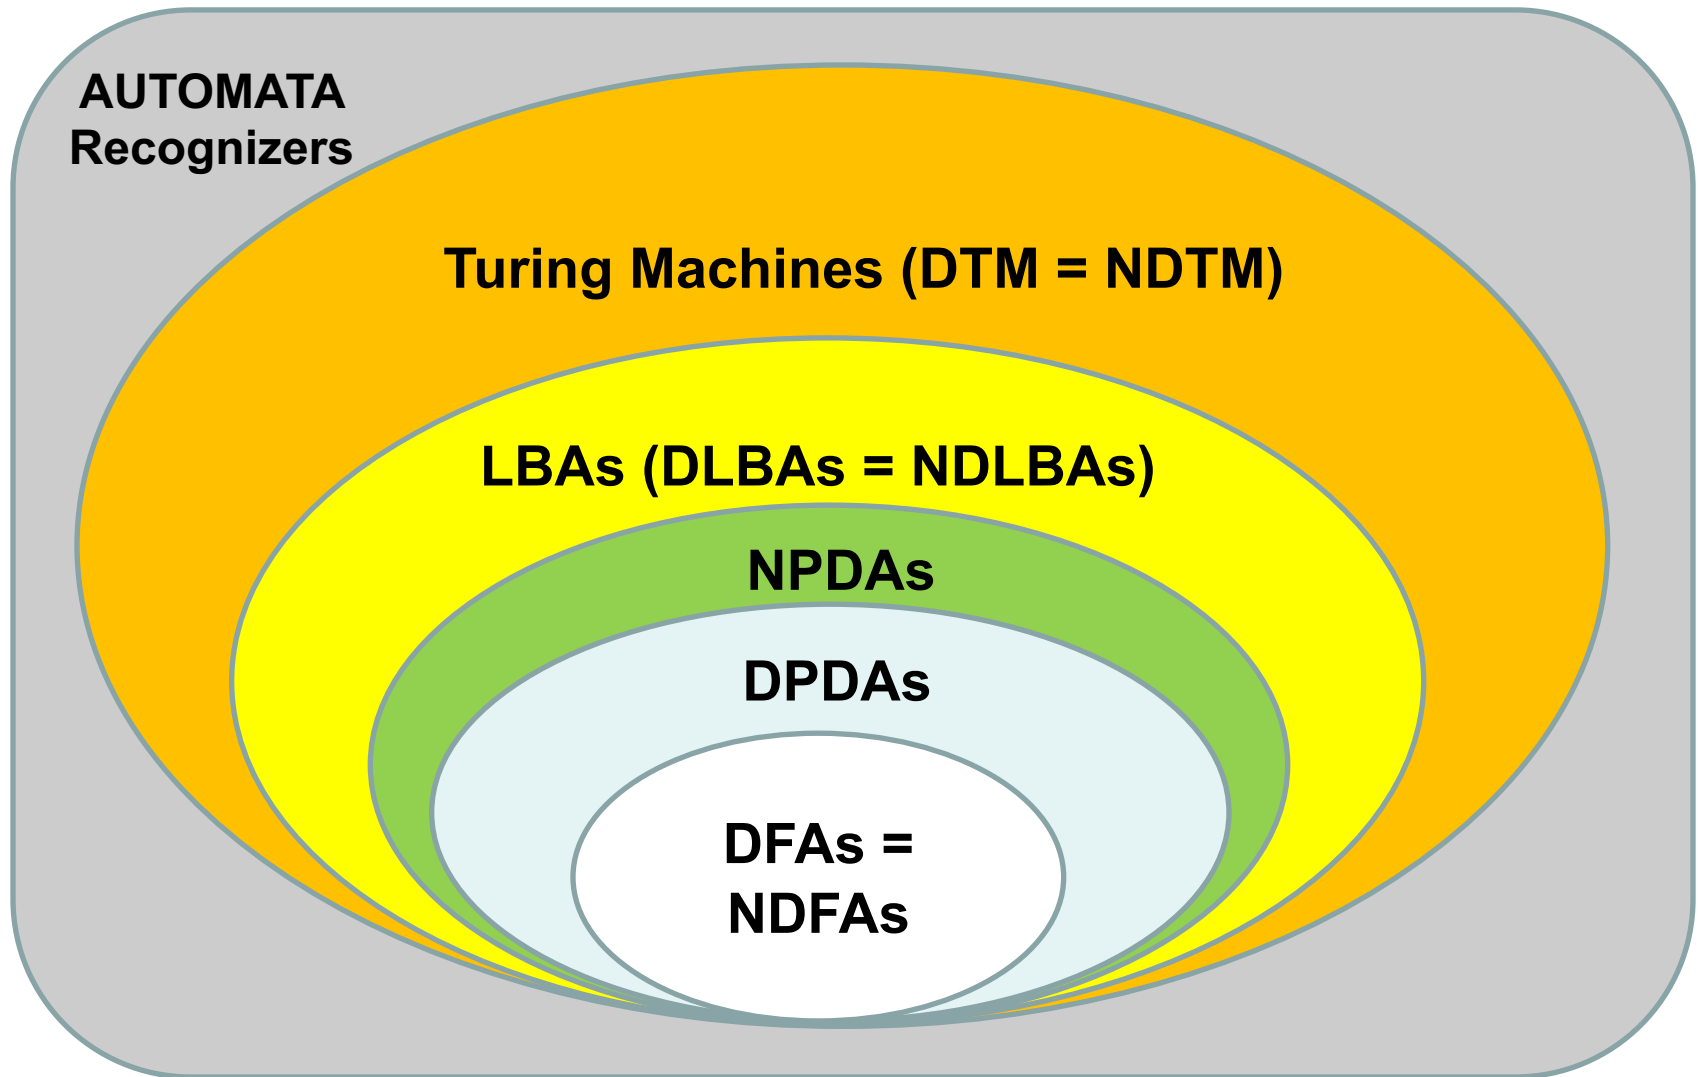 AUTOMATA
Recognizers
Turing Machines (DTM = NDTM)
LBAs (DLBAs = NDLBAs)
NPDAs
DPDAs
DFAs =
NDFAs